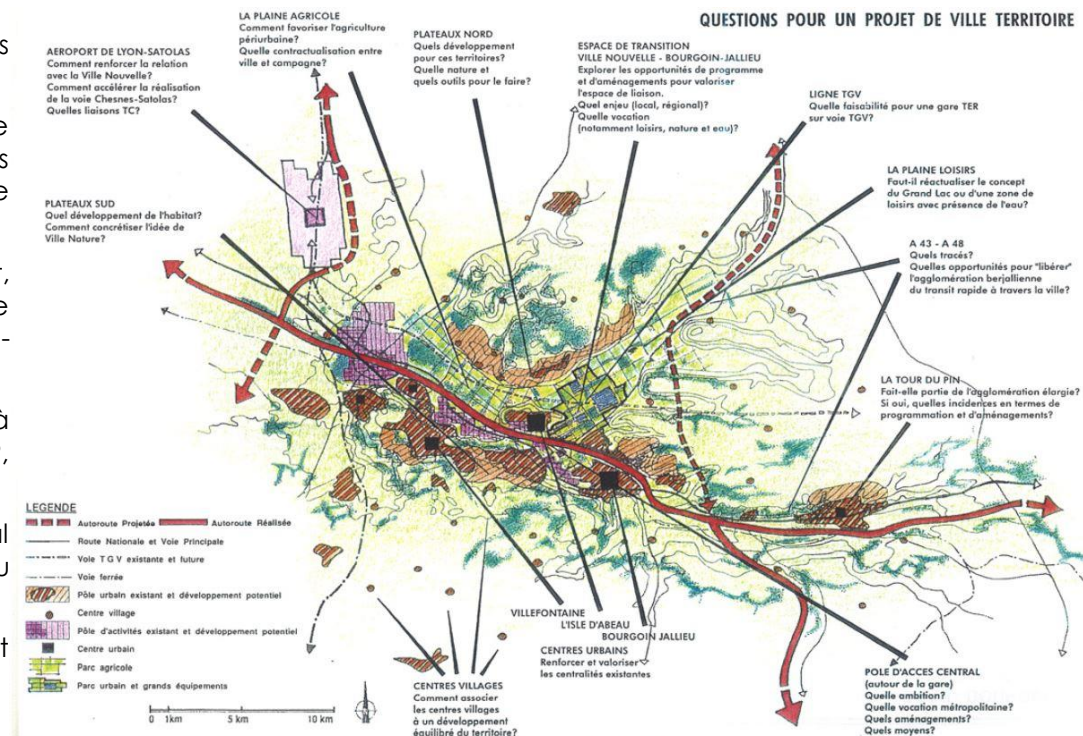 QUESTIONS POUR UN PROJET DE VILLE TERRITOIRE
LA PLAINE AGRICOLE
Comment favoriser l'agriculture
périurbaine?
Quelle contractualisation entre
ville et campagne?
PLATEAUX NORD
Quels développement
pour ces territoires?
Quelle nature et
quels outils pour le faire?
ESPACE DE TRANSITION
VILLE NOUVELLE - BOURGOIN-JALLIEU
Explorer les opportunités de programme
et d'aménagements pour valoriser
l'espace de liaison.
Quel enjeu (local, régional)?
Quelle vocation
(notamment loisirs, nature et eau)?
AEROPORT DE LYON-SATOLAS
Comment renforcer la relation
avec la Ville Nouvelle?
Comment accélérer la réalisation
de la voie Chesnes-Satolas?
Quelles liaisons TC?
LIGNE TGV
Quelle faisabilité pour une gare TER
sur voie TGV?
LA PLAINE LOISIRS
Faut-il réactualiser le concept
du Grand Lac ou d'une zone de
loisirs avec présence de l'eau?
PLATEAUX SUD
Quel développement de l'habitat?
Comment concrétiser l'idée de
Ville Nature?
A 43 - A 48
Quels tracés?
Quelles opportunités pour "libérer"
l'agglomération berjallienne
du transit rapide à travers la ville?
LA TOUR DU PIN
Fait-elle partie de l'agglomération élargie?
Si oui, quelles incidences en termes de
programmation et d'aménagements?
LEGENDE
Autoroute Projetée
Autoroute Réalisée
Route Nationale et Voie Principale
Voie TGV existante et future
Voie ferrée
Pôle urbain existant et développement potentiel
Centre village
Pôle d'activités existant et développement potentiel
Centre urbain
Parc agricole
Parc urbain et grands équipements
0 1km 5 km 10 km
VILLEFONTAINE
L'ISLE D'ABEAU
BOURGOIN JALLIEU
CENTRES URBAINS
Renforcer et valoriser
les centralités existantes
CENTRES VILLAGES
Comment associer
les centres villages
à un développement
équilibré du territoire?
POLE D'ACCES CENTRAL
(autour de la gare)
Quelle ambition?
Quelle vocation métropolitaine?
Quels aménagements?
Quels moyens?